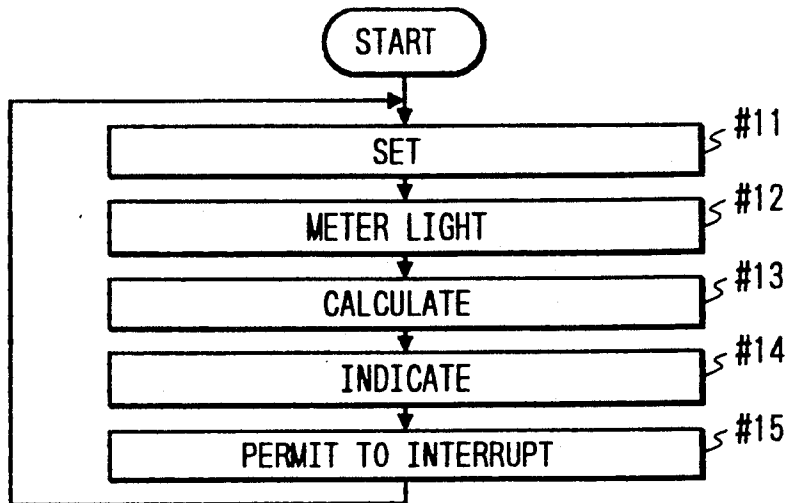 START
SET #11
METER LIGHT #12
CALCULATE #13
INDICATE #14
PERMIT TO INTERRUPT #15